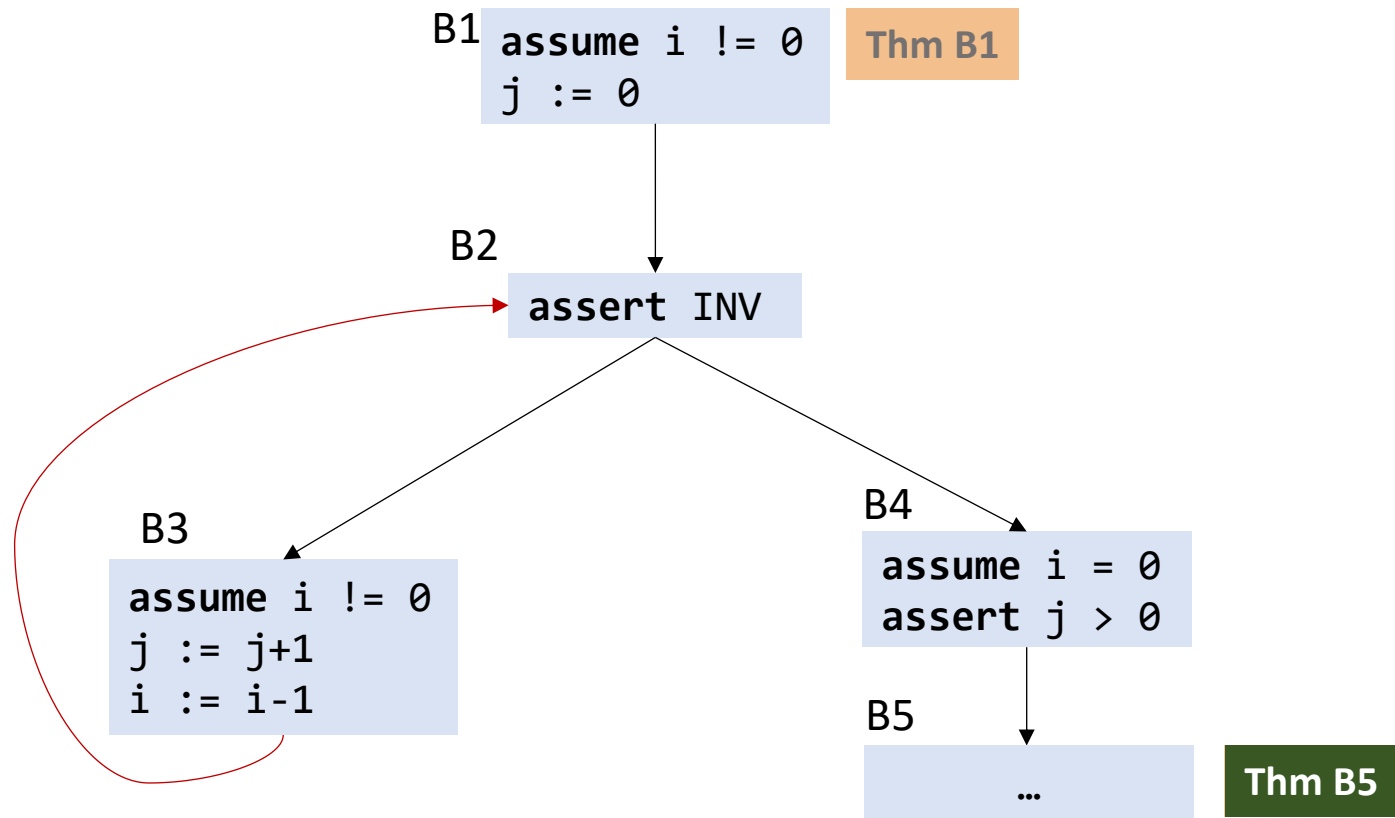 B1
assume i != 0
j := 0
Thm B1
B2
assert INV
B3
assume i != 0
j := j+1
i := i-1
B4
assume i = 0
assert j > 0
B5
…
Thm B5